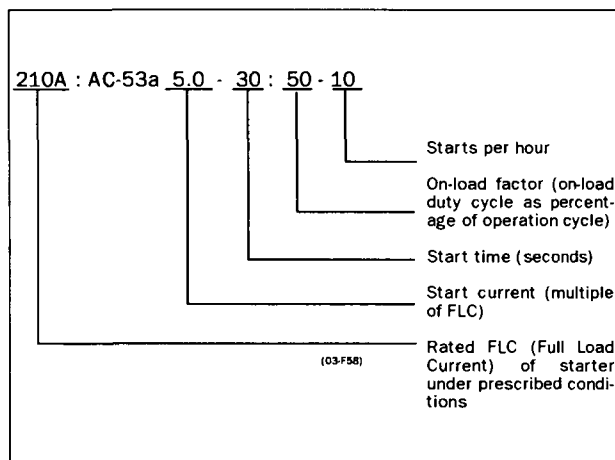 210A : AC-53a 5.0 - 30 : 50 - 10
Starts per hour
On-load factor (on-load
duty cycle as percent-
age of operation cycle)
Start time (seconds)
Start current (multiple
of FLC)
Rated FLC (Full Load
Current) of starter
under prescribed condi-
tions
(03-F58)